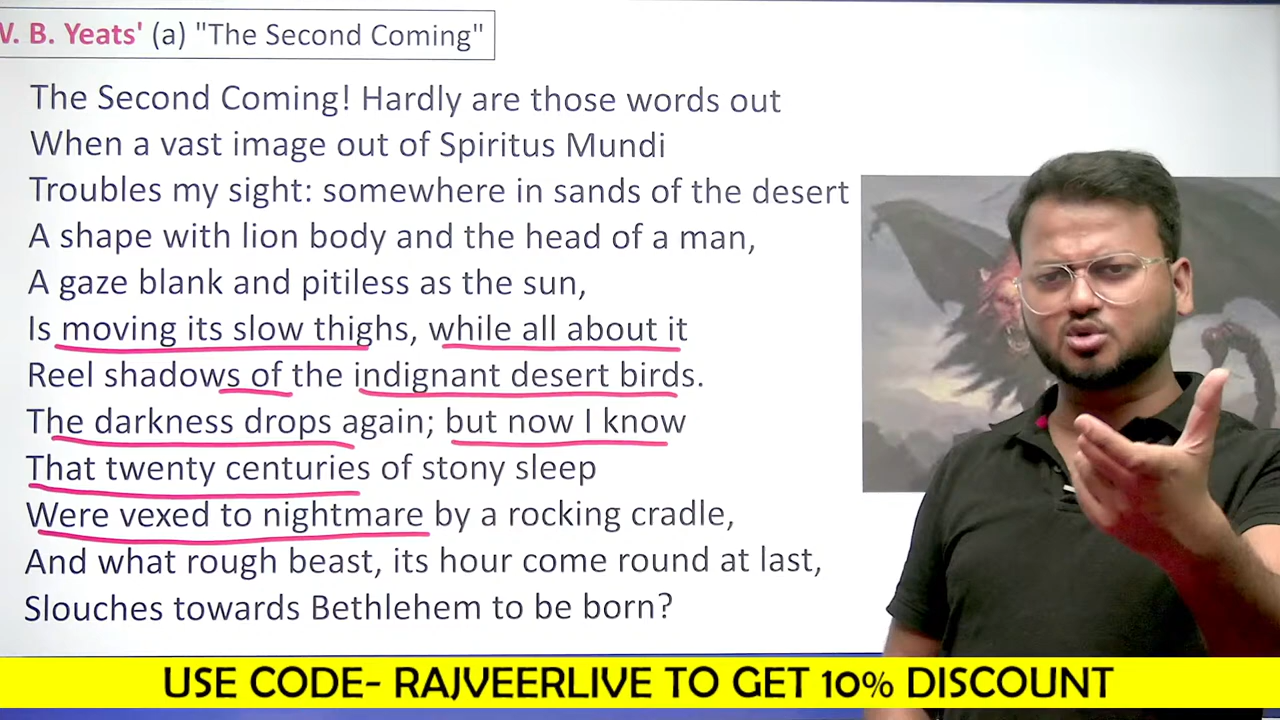 W. B. Yeats' (a) "The Second Coming"
The Second Coming! Hardly are those words out
When a vast image out of Spiritus Mundi
Troubles my sight: somewhere in sands of the desert
A shape with lion body and the head of a man,
A gaze blank and pitiless as the sun,
Is moving its slow thighs, while all about it
Reel shadows of the indignant desert birds.
The darkness drops again; but now I know
That twenty centuries of stony sleep
Were vexed to nightmare by a rocking cradle,
And what rough beast, its hour come round at last,
Slouches towards Bethlehem to be born?
USE CODE- RAJVEERLIVE TO GET 10% DISCOUNT